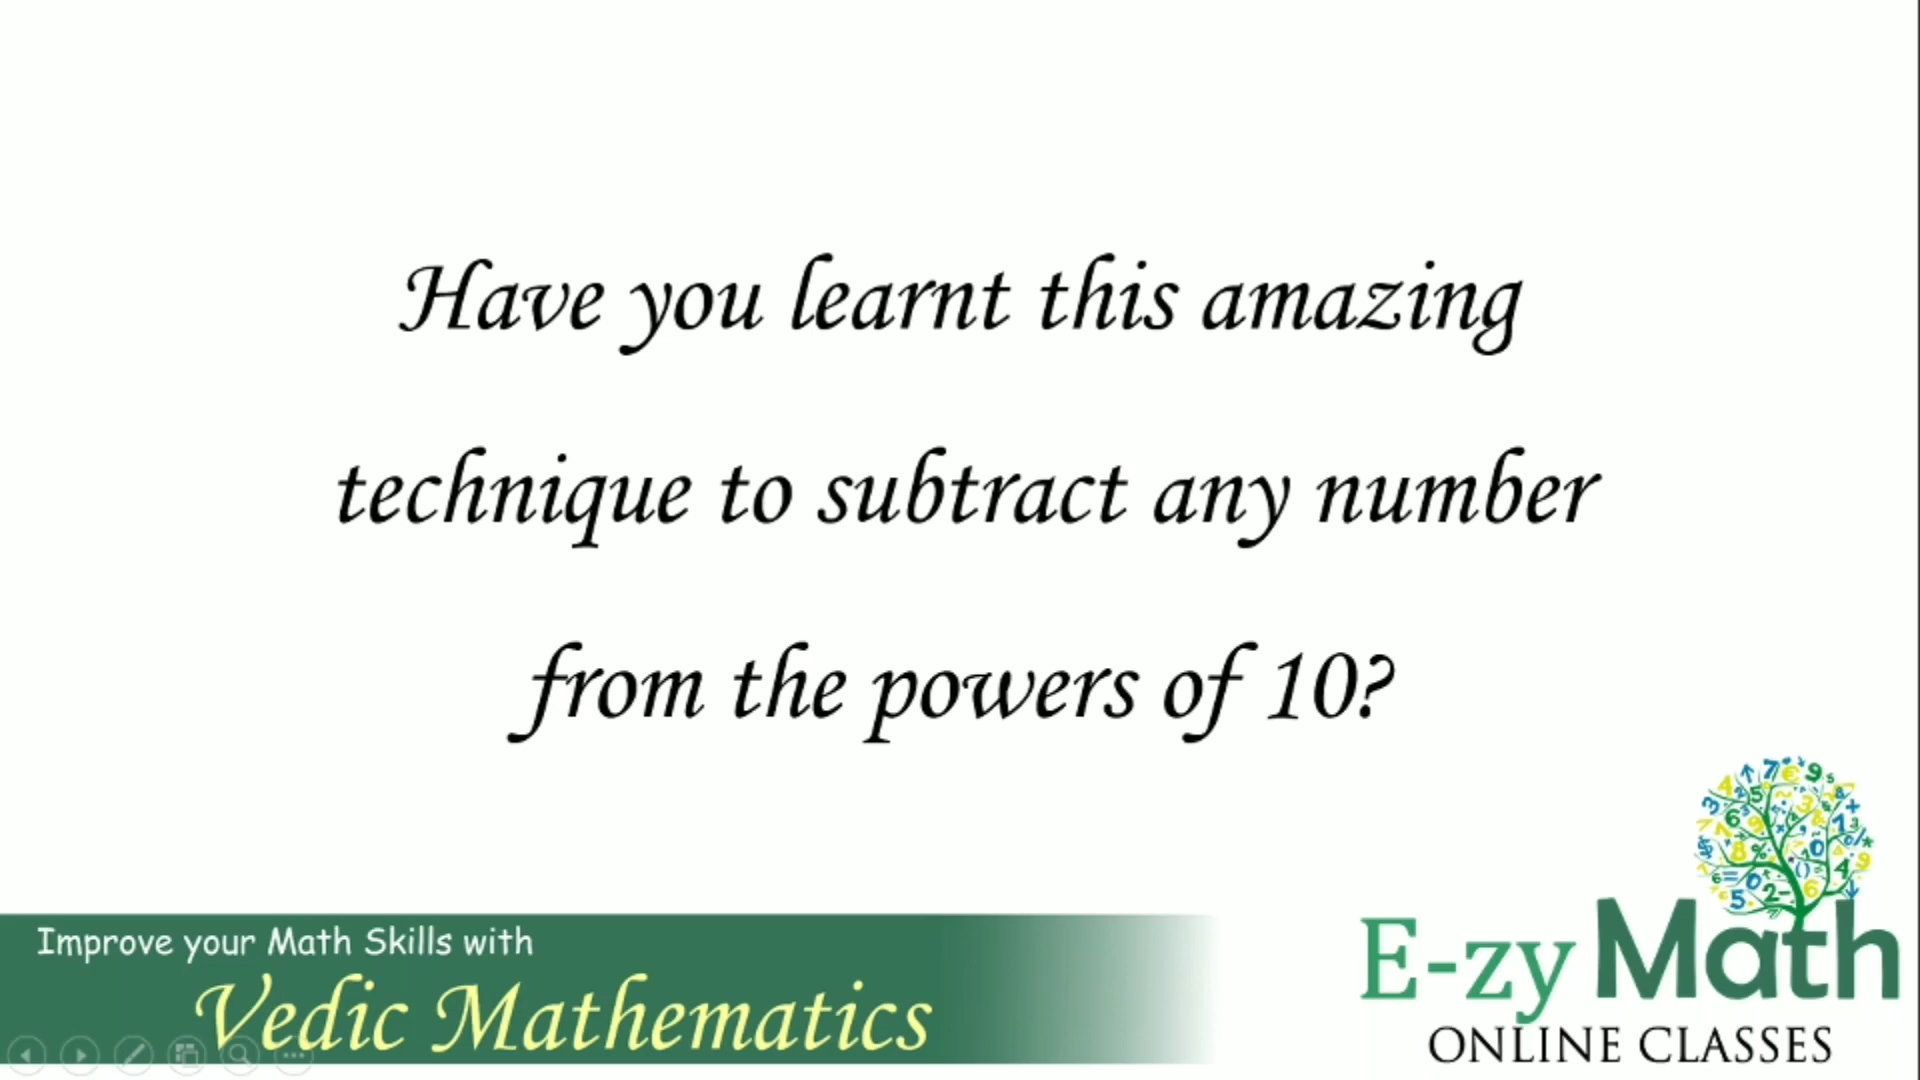 Have you learnt this amazing
technique to subtract any number
from the powers of 10?
Improve your Math Skills with
Vedic Mathematics
E-zy Math
ONLINE CLASSES